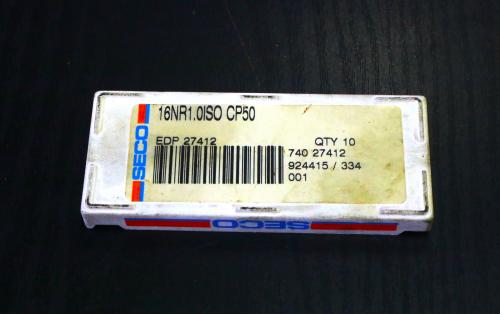 16NR1.0ISO CP50
SECO
EDP 27412
QTY 10
740 27412
924415 / 334
001
SECO